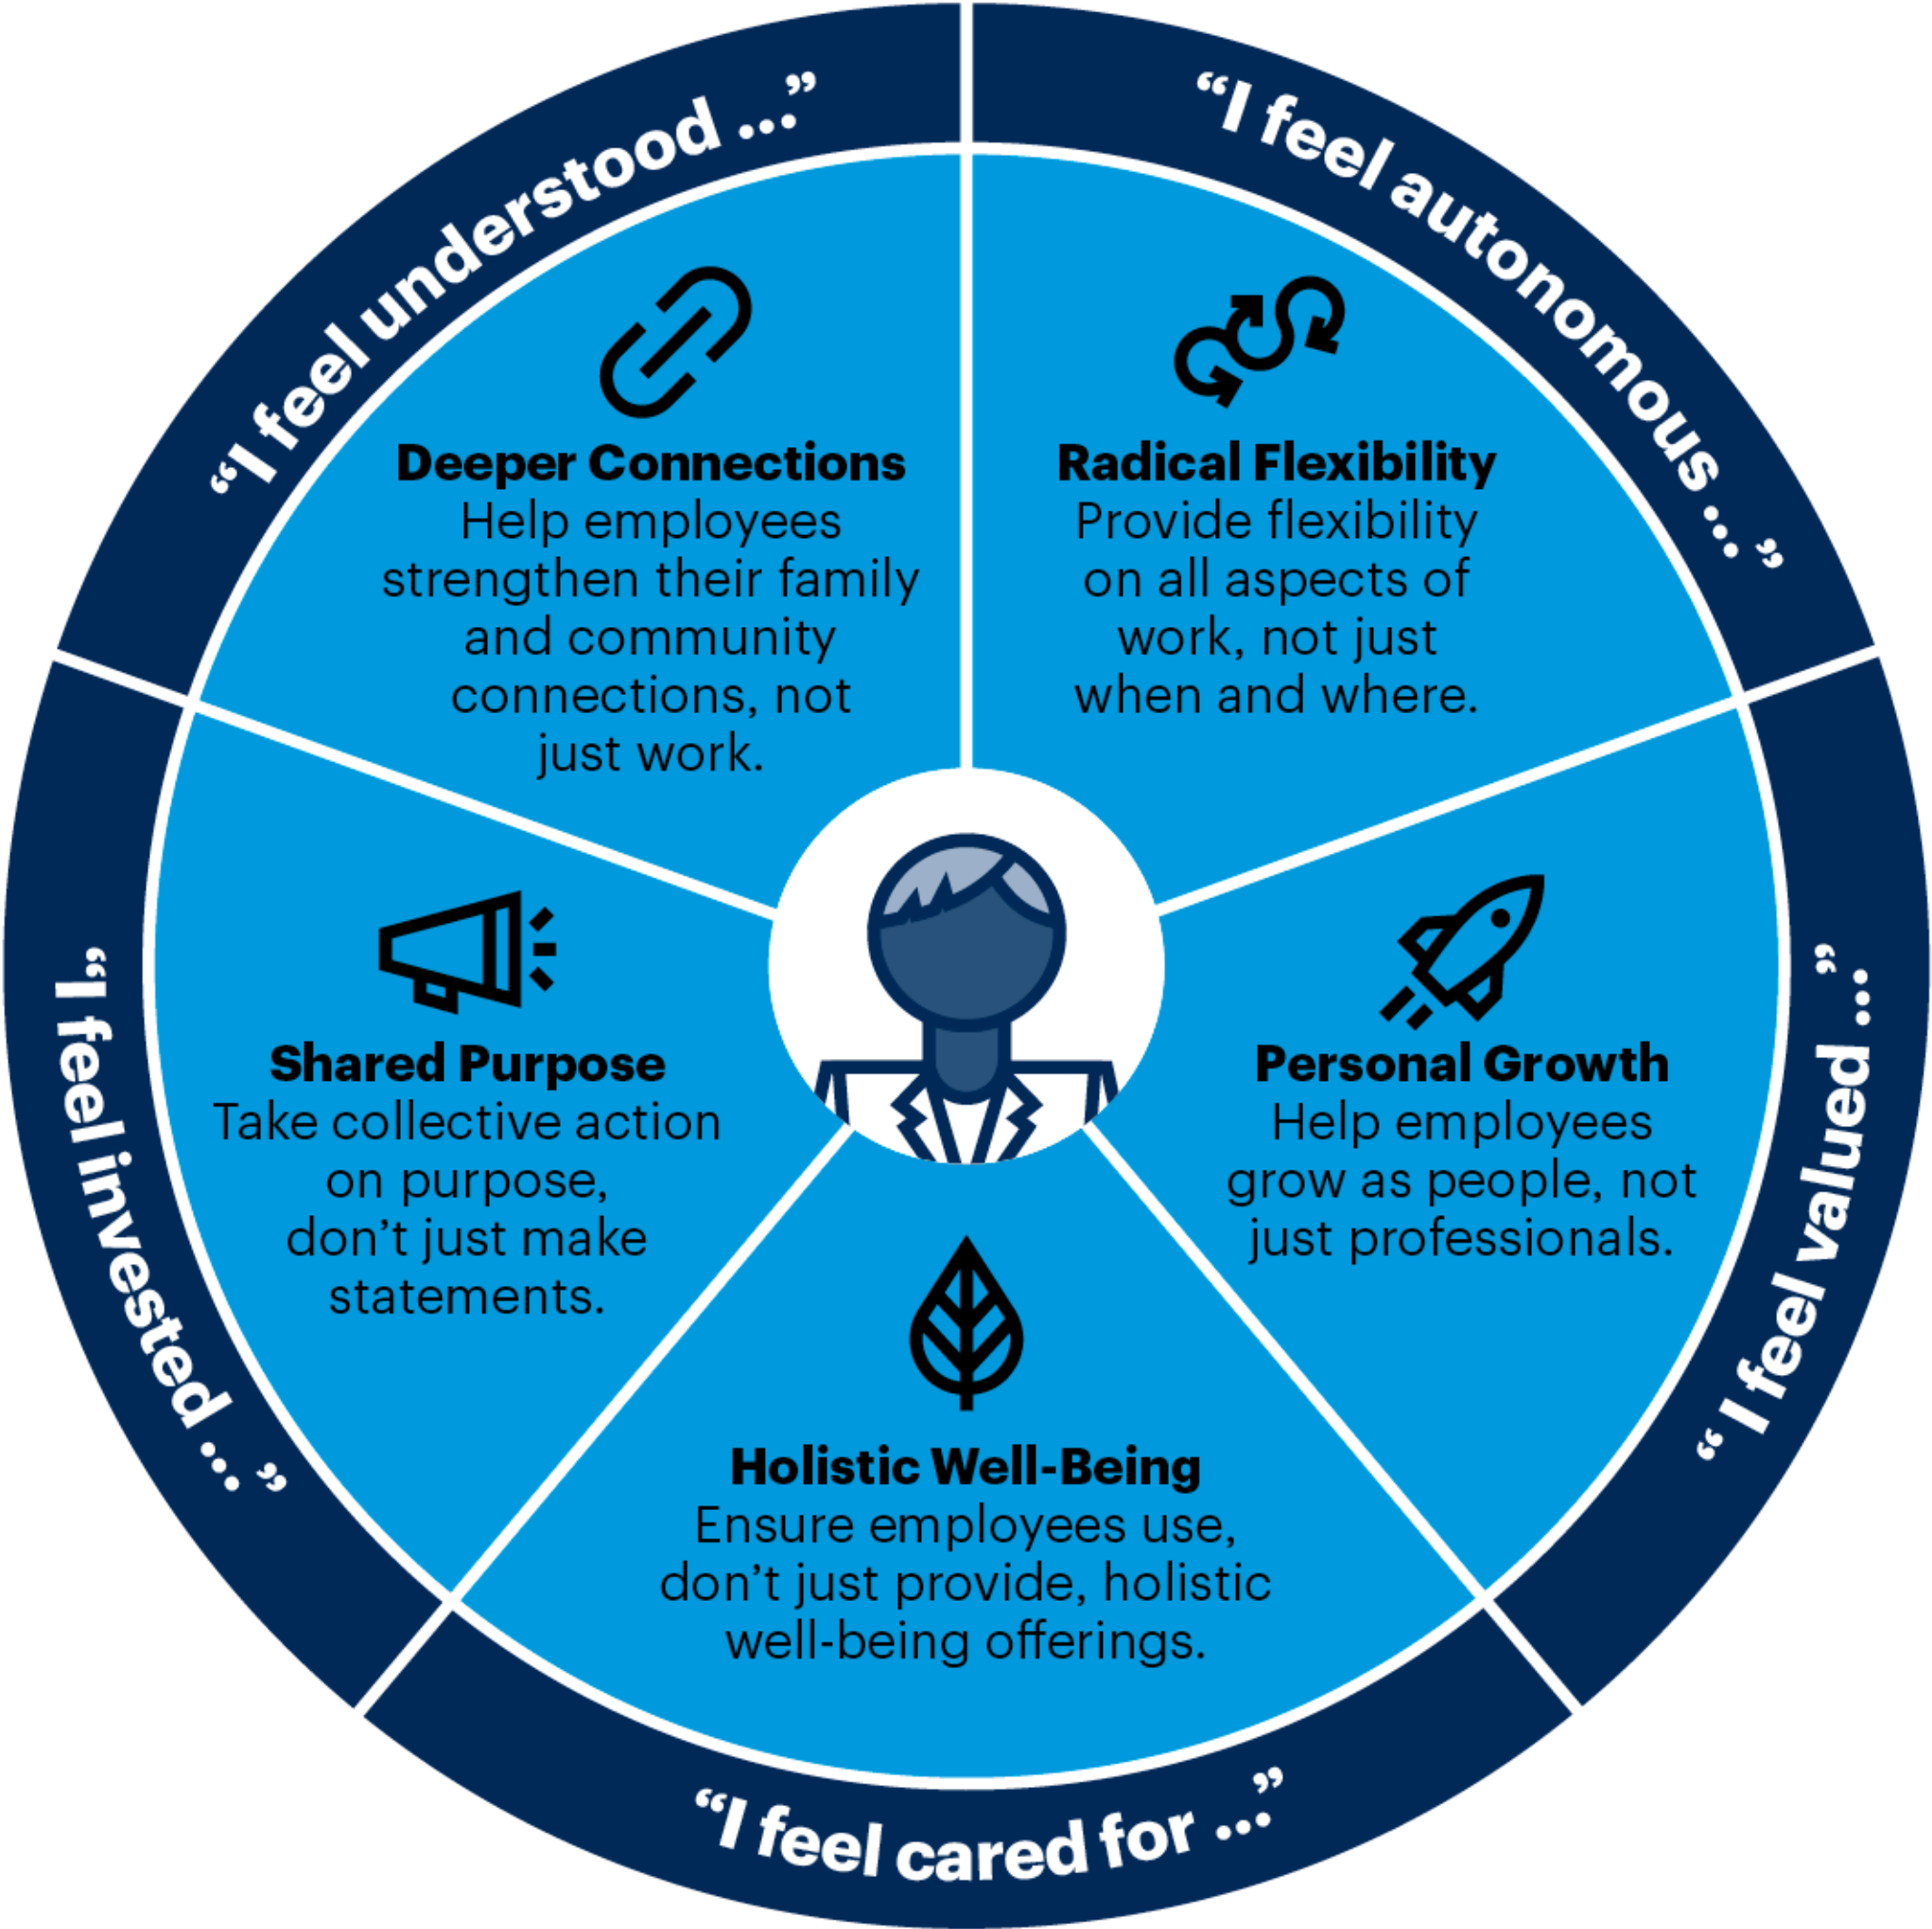 “I feel understood ...”
Deeper Connections
Help employees
strengthen their family
and community
connections, not
just work.
“I feel autonomous ... ”
Radical Flexibility
Provide flexibility
on all aspects of
work, not just
when and where.
“I feel invested ... ”
Shared Purpose
Take collective action
on purpose,
don’t just make
statements.
“ I feel valued ...”
Personal Growth
Help employees
grow as people, not
just professionals.
Holistic Well-Being
Ensure employees use,
don’t just provide, holistic
well-being offerings.
“I feel cared for ...”